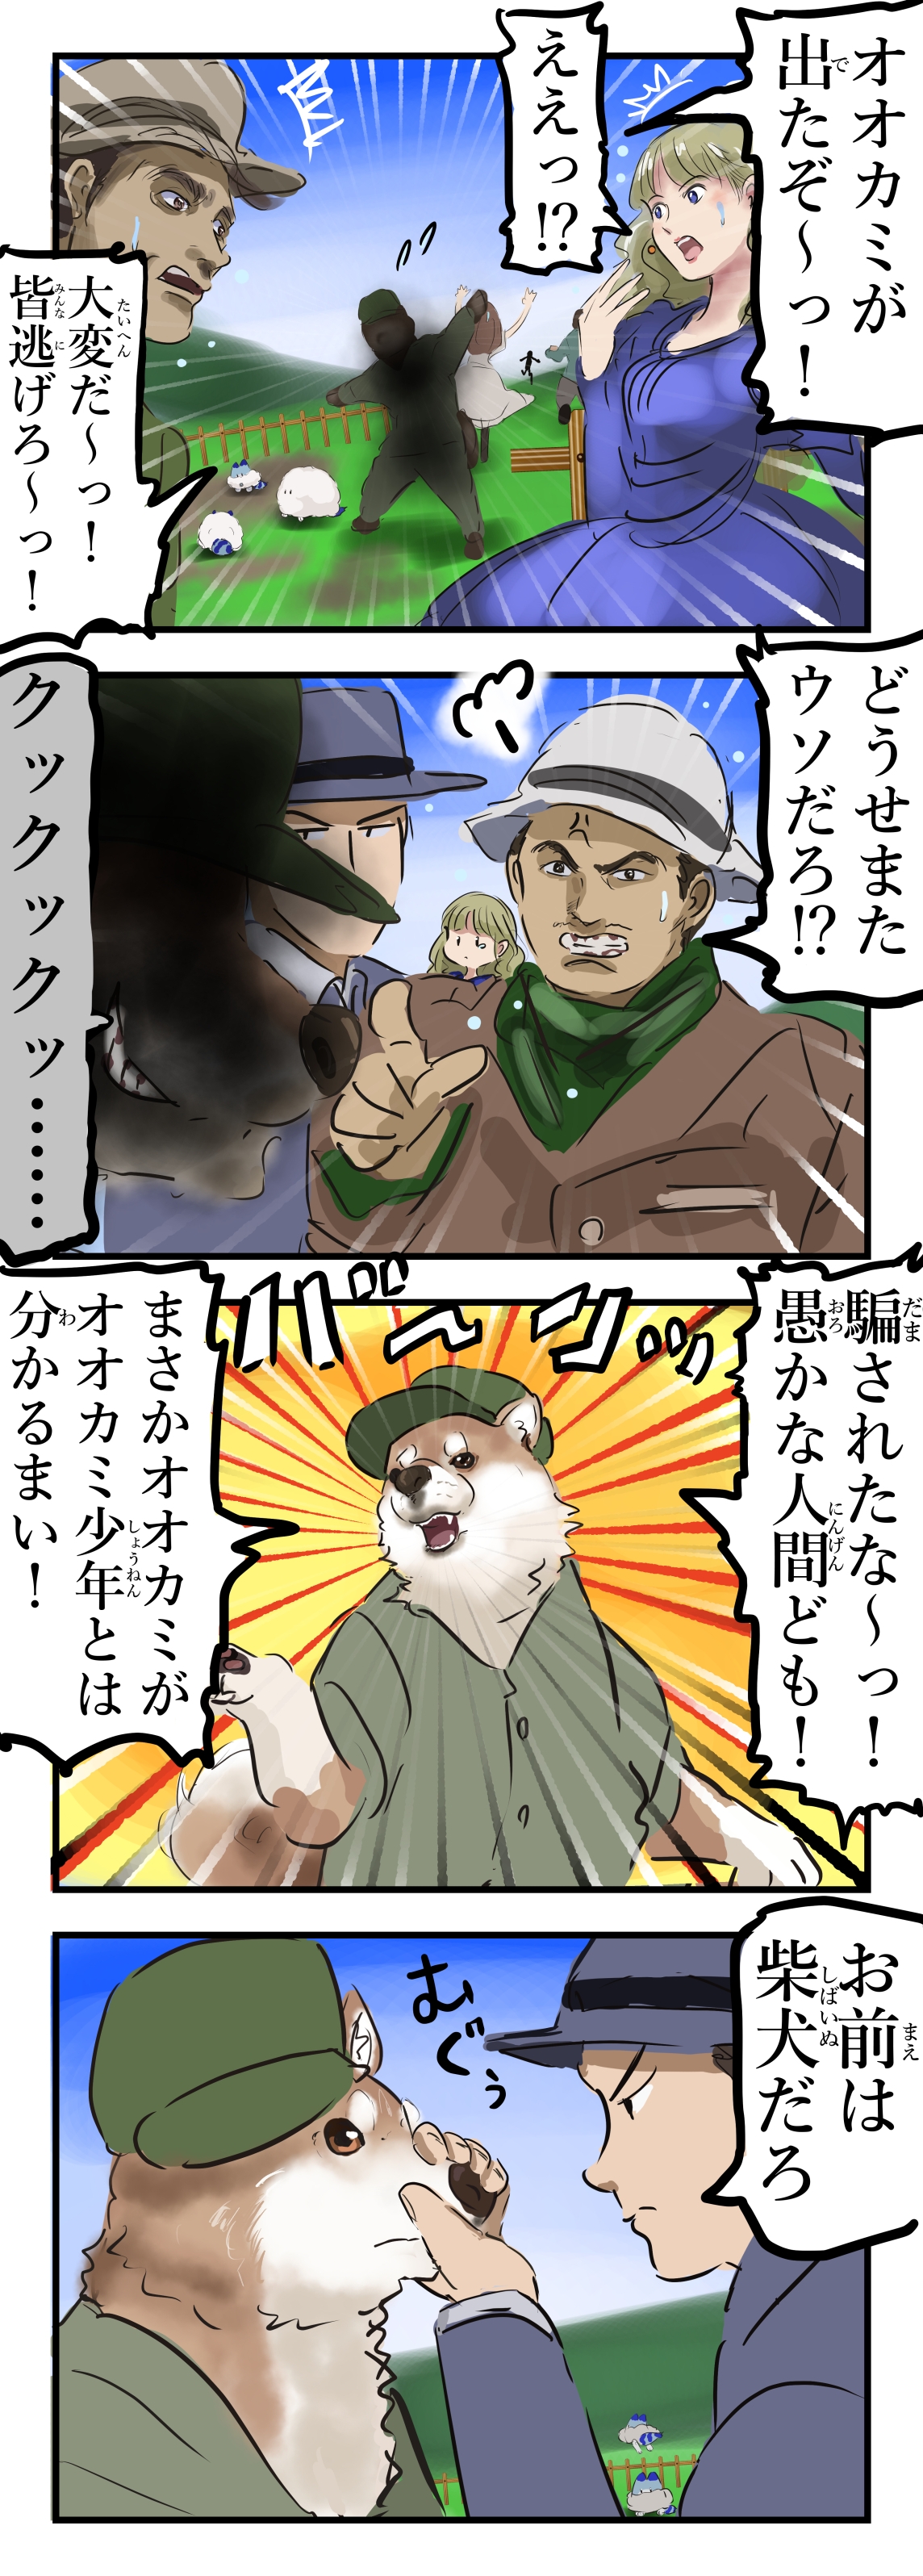 オオカミが
出たぞ～っ！
ええっ!?
大変だ～っ！
皆逃げろ～っ！
どうせまた
ウソだろ!?
クックックッ……
騙されたな～っ！
愚かな人間ども！
バーンッ
まさかオオカミが
オオカミ少年とは
分かるまい！
お前は
柴犬だろ
むぐぅ